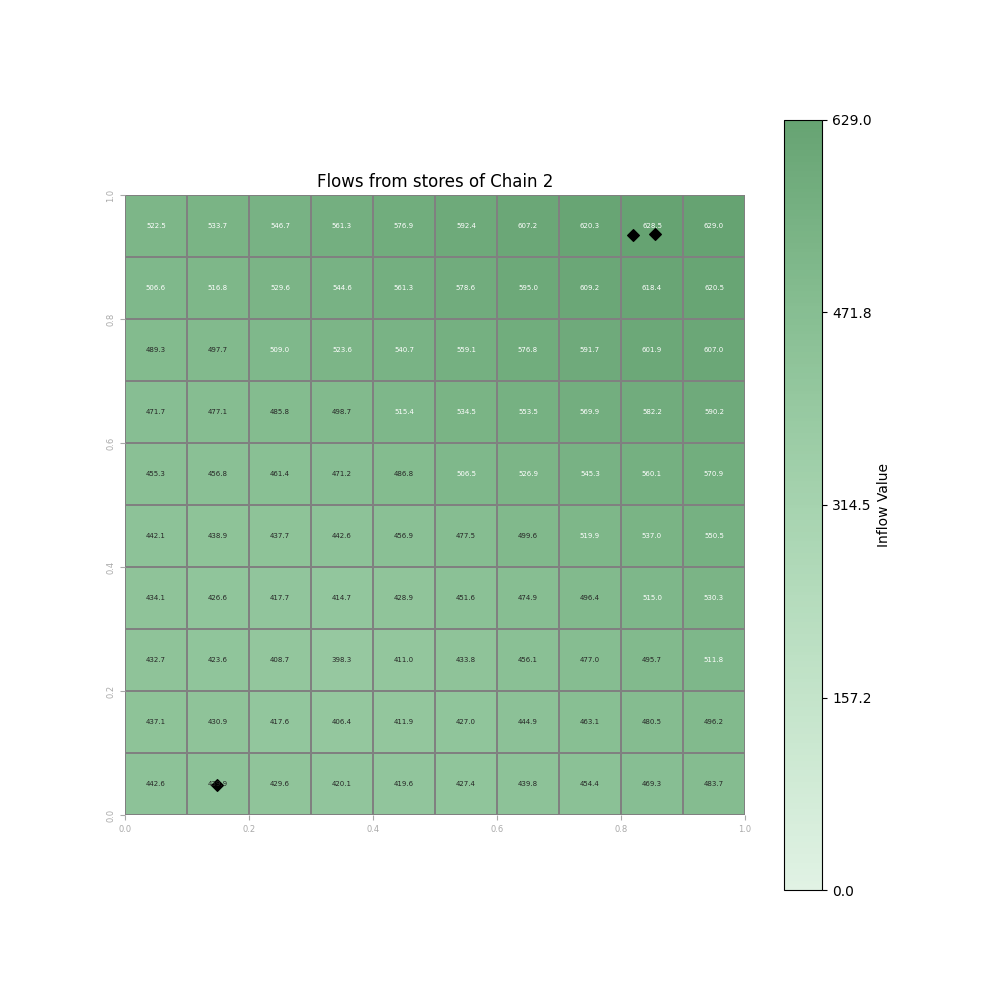 Flows from stores of Chain 2
629.0
471.8
314.5
157.2
0.0
Inflow Value
1.0
0.8
0.6
0.4
0.2
0.0
522.5 533.7 546.7 561.3 576.9 592.4 607.2 620.3 628.5 629.0
506.6 516.8 529.6 544.6 561.3 578.6 595.0 609.2 618.4 620.5
489.3 497.7 509.0 523.6 540.7 559.1 576.8 591.7 601.9 607.0
471.7 477.1 485.8 498.7 515.4 534.5 553.5 569.9 582.2 590.2
455.3 456.8 461.4 471.2 486.8 506.5 526.9 545.3 560.1 570.9
442.1 438.9 437.7 442.6 456.9 477.5 499.6 519.9 537.0 550.5
434.1 426.6 417.7 414.7 428.9 451.6 474.9 496.4 515.0 530.3
432.7 423.6 408.7 398.3 411.0 433.8 456.1 477.0 495.7 511.8
437.1 430.9 417.6 406.4 411.9 427.0 444.9 463.1 480.5 496.2
442.6 429.6 420.1 419.6 427.4 439.8 454.4 469.3 483.7
0.0 0.2 0.4 0.6 0.8 1.0